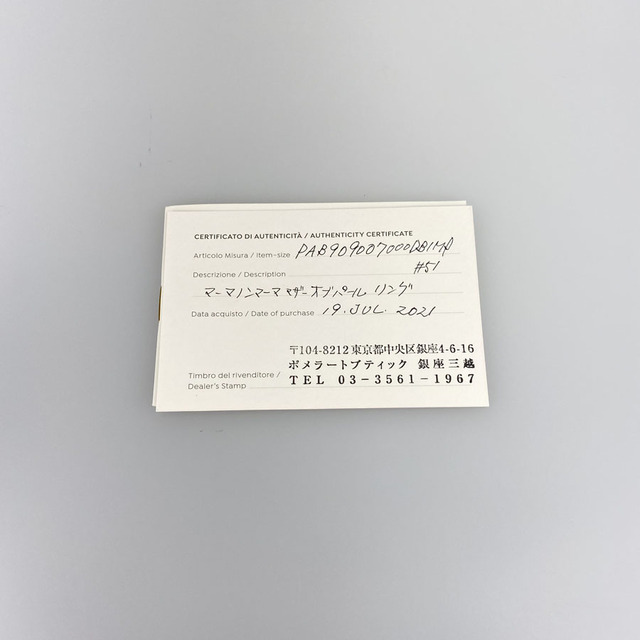 CERTIFICATO DI AUTENTICITÀ / AUTHENTICITY CERTIFICATE
Articolo Misura / Item-size PAB909007000DB1MP
#51
Descrizione / Description
マーマノンマーマ マザーオブパール リング
Data acquisto / Date of purchase 19. JUL. 2021
〒104-8212 東京都中央区銀座4-6-16
ポメラートブティック 銀座三越
Timbro del rivenditore /
Dealer's Stamp
TEL 03-3561-1967